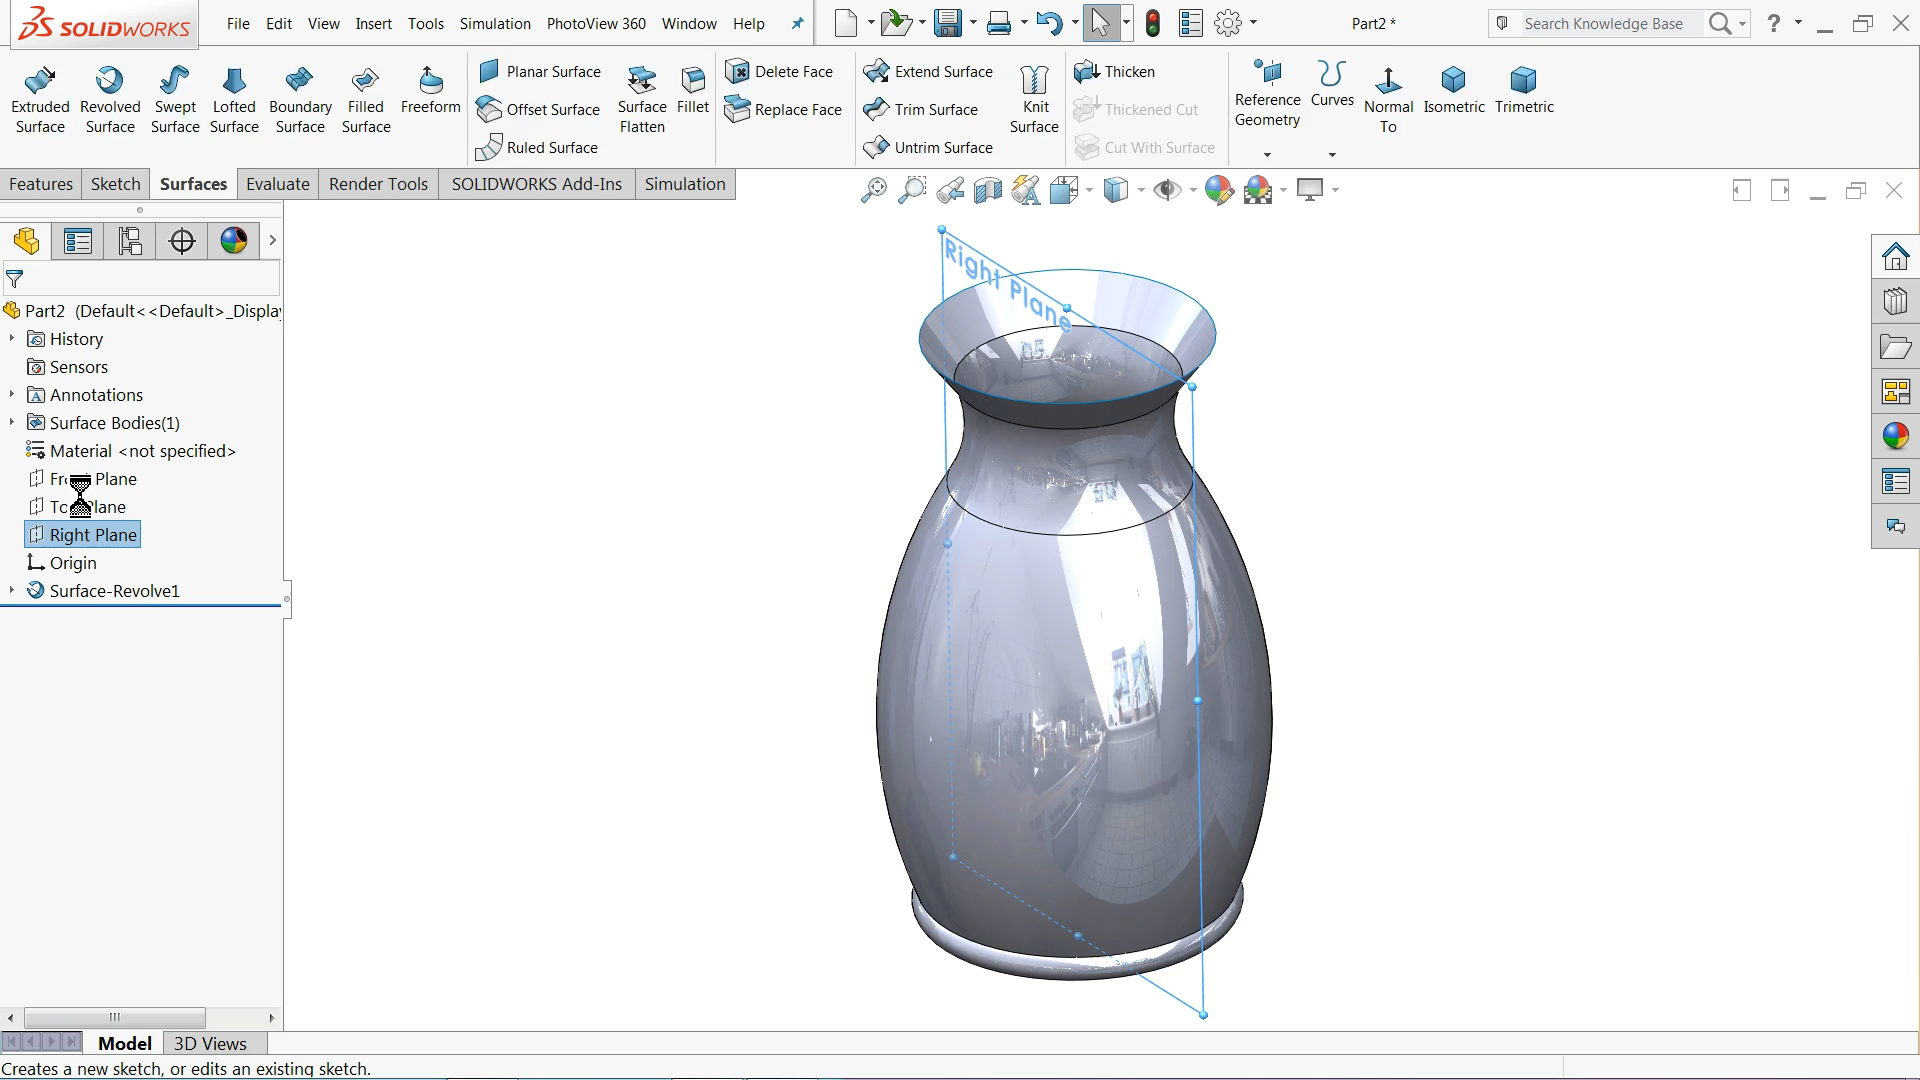 SOLIDWORKS File Edit View Insert Tools Simulation PhotoView 360 Window Help Part2 * Search Knowledge Base ?
Extruded Surface
Revolved Surface
Swept Surface
Lofted Surface
Boundary Surface
Filled Surface
Freeform
Planar Surface
Offset Surface
Ruled Surface
Surface Flatten
Fillet
Delete Face
Replace Face
Extend Surface
Trim Surface
Untrim Surface
Knit Surface
Thicken
Thickened Cut
Cut With Surface
Reference Geometry
Curves
Normal To
Isometric
Trimetric
Features Sketch Surfaces Evaluate Render Tools SOLIDWORKS Add-Ins Simulation
Part2 (Default<<Default>_Displa
History
Sensors
Annotations
Surface Bodies(1)
Material <not specified>
Plane
Right Plane
Origin
Surface-Revolve1
Right Plane
Model 3D Views
Creates a new sketch, or edits an existing sketch.